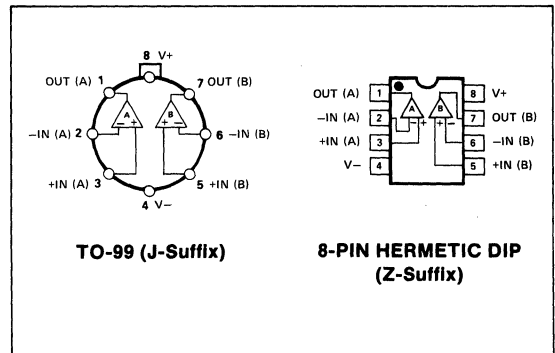 8 V+
OUT (A) 1
7 OUT (B)
A
B
− +
+ −
−IN (A) 2
6 −IN (B)
+IN (A) 3
5 +IN (B)
4 V−
TO-99 (J-Suffix)
OUT (A) 1
8 V+
A
B
−IN (A) 2
7 OUT (B)
− +
+ −
+IN (A) 3
6 −IN (B)
V− 4
5 +IN (B)
8-PIN HERMETIC DIP
(Z-Suffix)